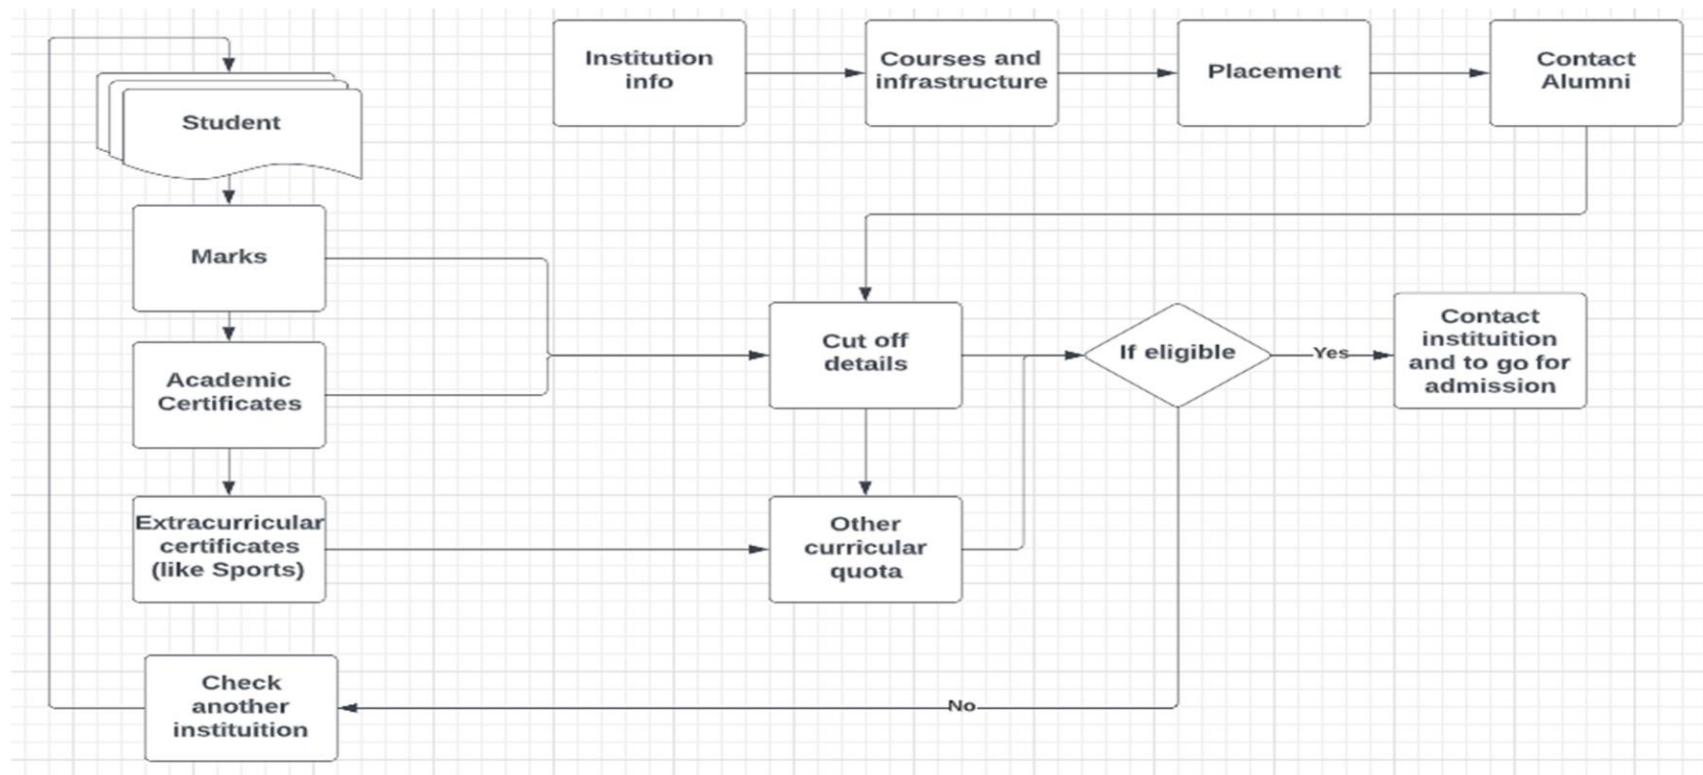 Student
Institution
info
Courses and
infrastructure
Placement
Contact
Alumni
Marks
Academic
Certificates
Extracurricular
certificates
(like Sports)
Cut off
details
Other
curricular
quota
If eligible
Yes
Contact
instituition
and to go for
admission
No
Check
another
instituition